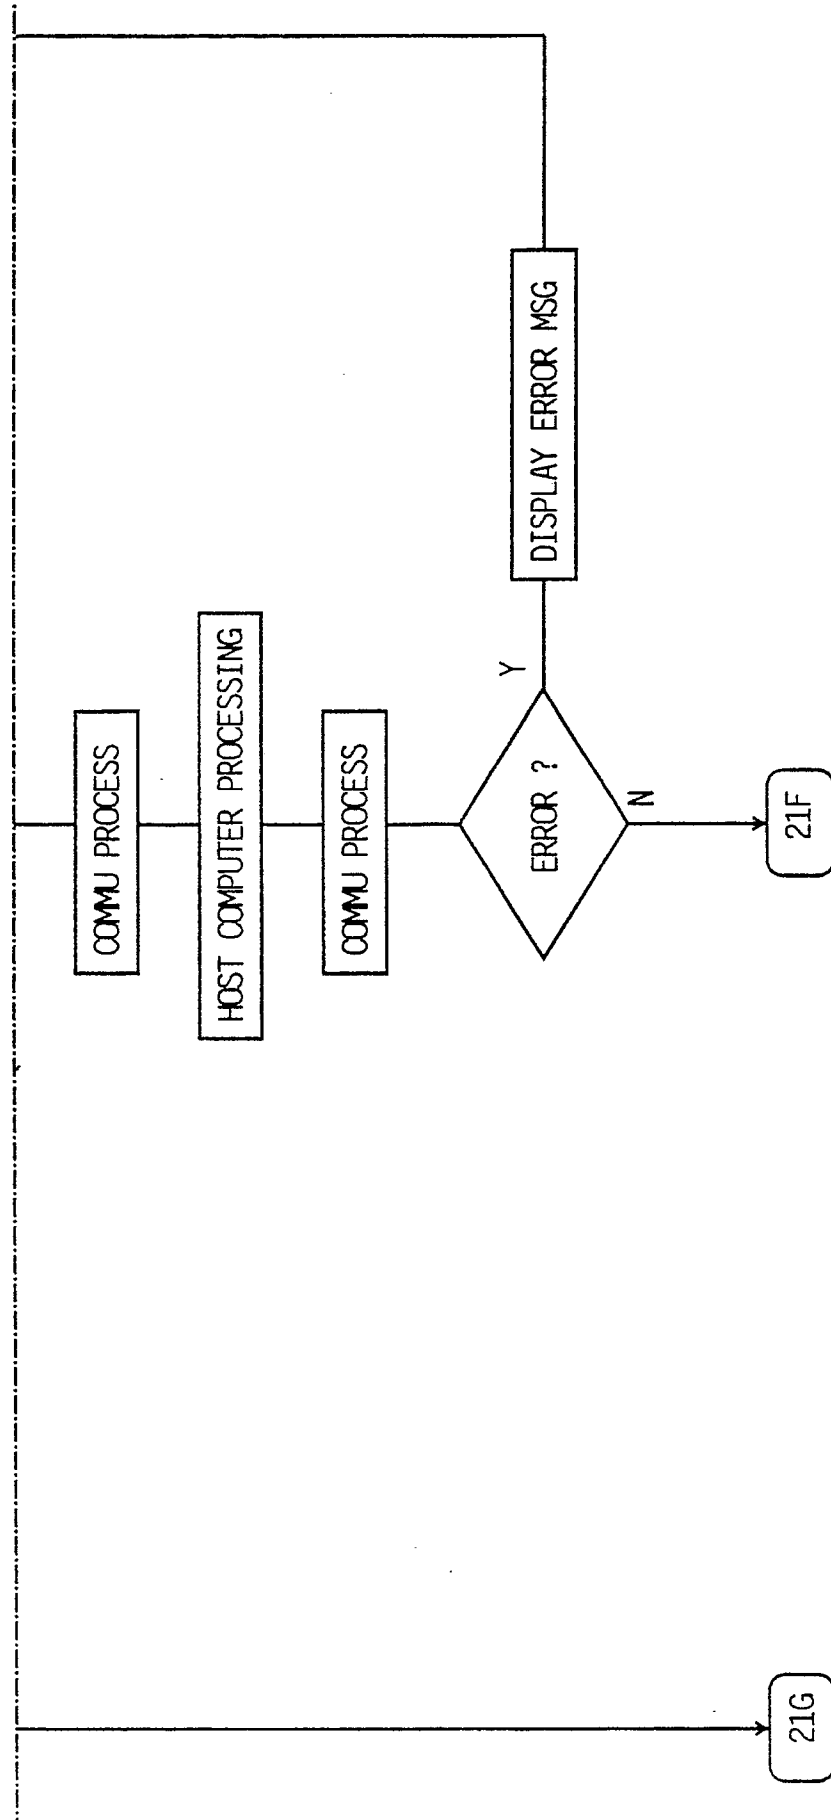 COMMU PROCESS
HOST COMPUTER PROCESSING
COMMU PROCESS
ERROR ?
Y
DISPLAY ERROR MSG
N
21F
21G